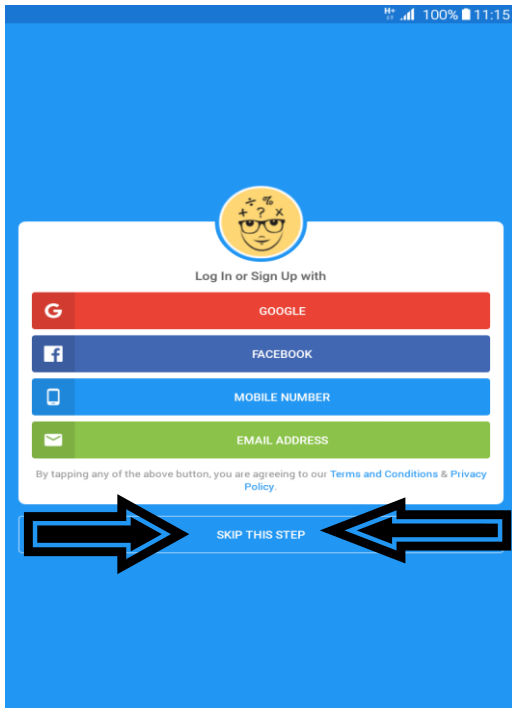 H+ 100% 11:15
÷ %
+ ? ×
Log In or Sign Up with
G GOOGLE
f FACEBOOK
MOBILE NUMBER
EMAIL ADDRESS
By tapping any of the above button, you are agreeing to our Terms and Conditions & Privacy
Policy.
SKIP THIS STEP